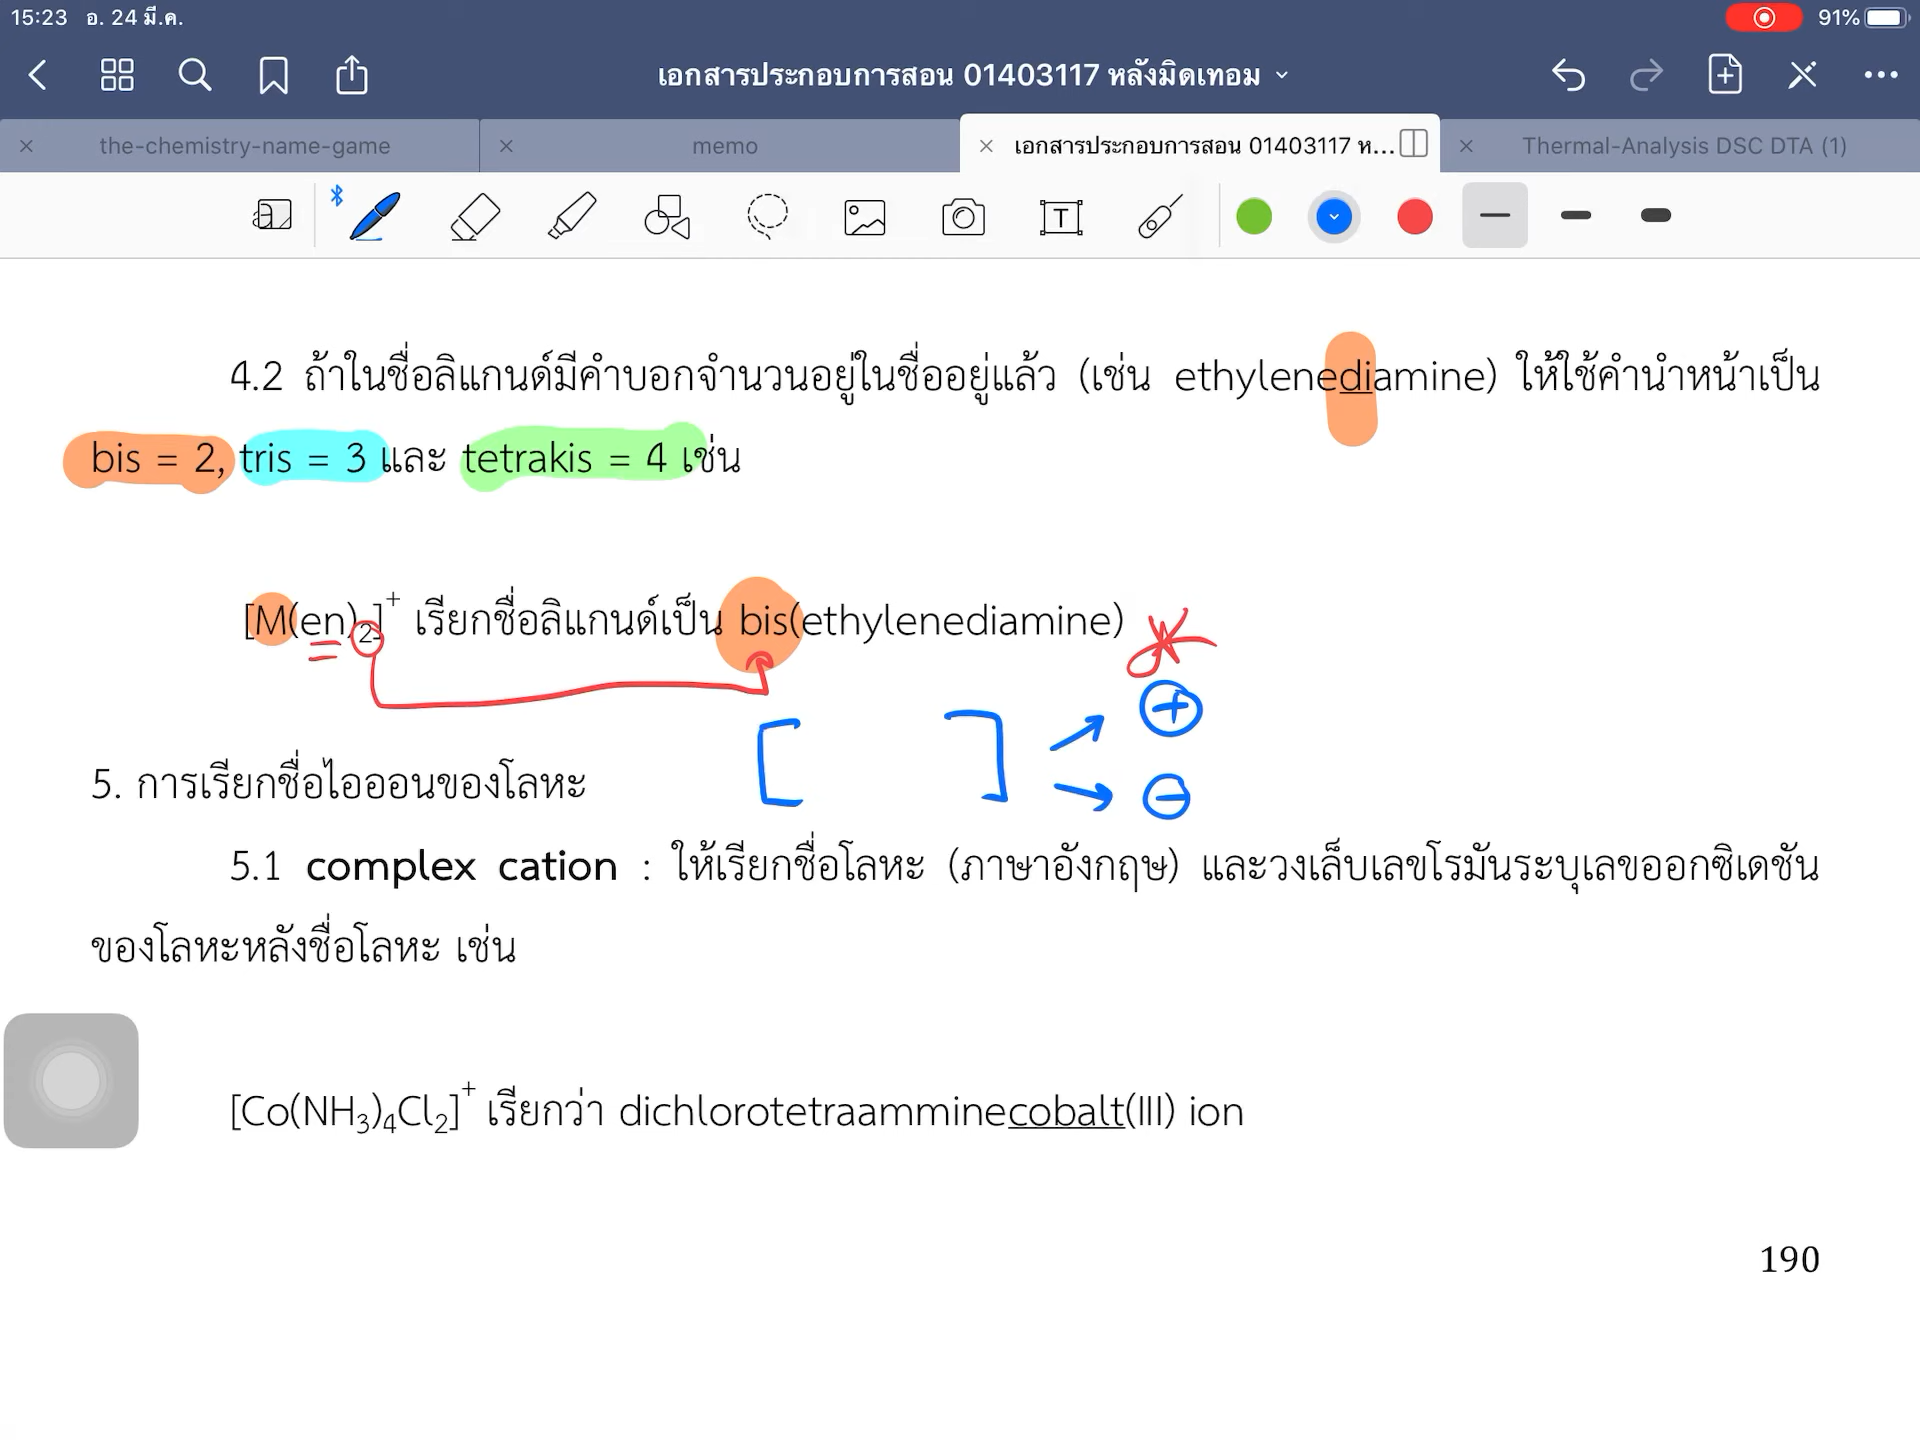 15:23 อ. 24 มี.ค. 91%
เอกสารประกอบการสอน 01403117 หลังมิดเทอม
the-chemistry-name-game
memo
เอกสารประกอบการสอน 01403117 ห...
Thermal-Analysis DSC DTA (1)
4.2 ถ้าในชื่อลิแกนด์มีคำบอกจำนวนอยู่ในชื่ออยู่แล้ว (เช่น ethylenediamine) ให้ใช้คำนำหน้าเป็น
bis = 2, tris = 3 และ tetrakis = 4 เช่น
[M(en)₂]⁺ เรียกชื่อลิแกนด์เป็น bis(ethylenediamine)
[ ] → +
→ −
5. การเรียกชื่อไอออนของโลหะ
5.1 complex cation : ให้เรียกชื่อโลหะ (ภาษาอังกฤษ) และวงเล็บเลขโรมันระบุเลขออกซิเดชัน
ของโลหะหลังชื่อโลหะ เช่น
[Co(NH₃)₄Cl₂]⁺ เรียกว่า dichlorotetraamminecobalt(III) ion
190